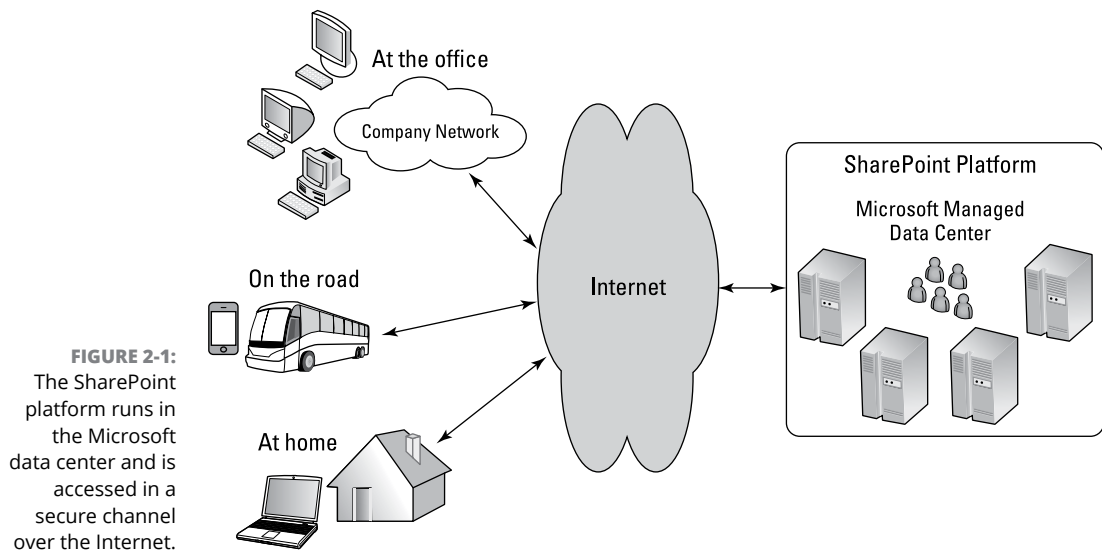 At the office
Company Network
On the road
At home
Internet
SharePoint Platform
Microsoft Managed
Data Center
FIGURE 2-1:
The SharePoint
platform runs in
the Microsoft
data center and is
accessed in a
secure channel
over the Internet.